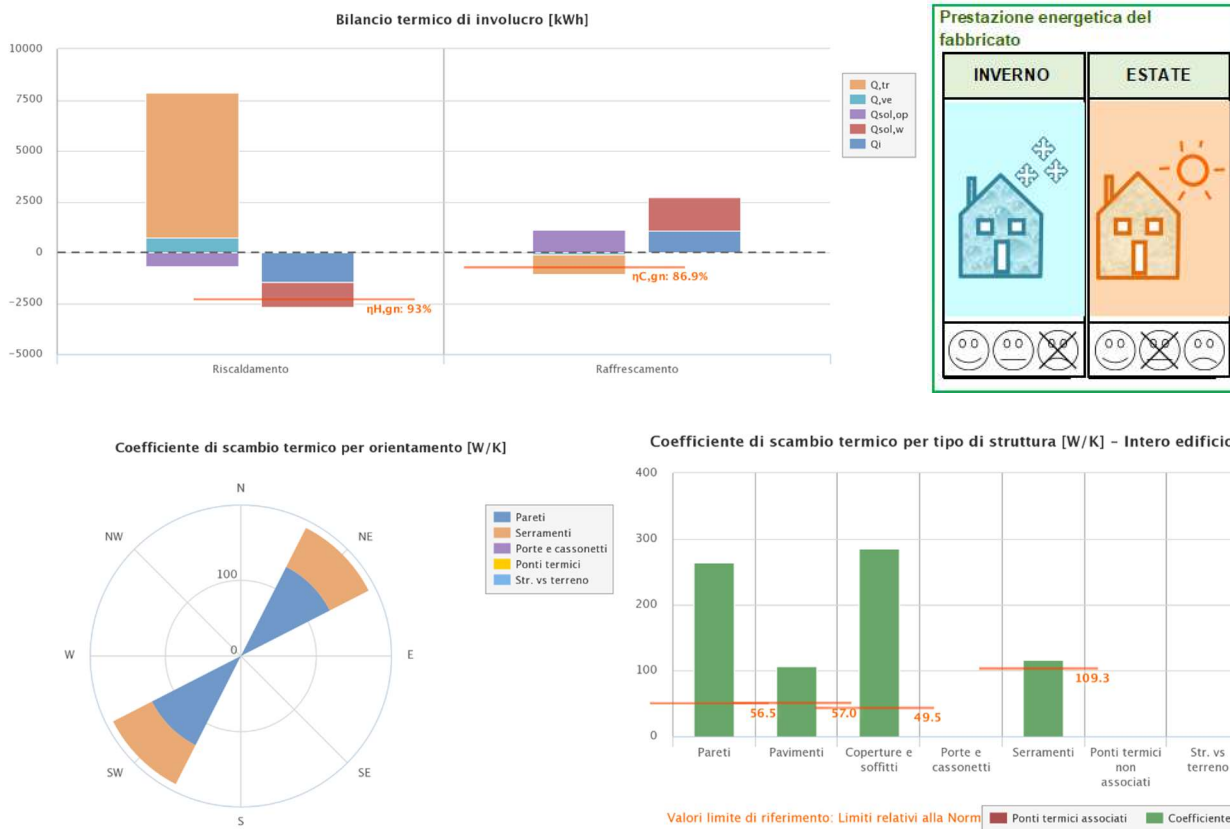 Bilancio termico di involucro [kWh]
10000
7500
5000
2500
0
-2500
-5000
ηH,gn: 93%
ηC,gn: 86.9%
Riscaldamento
Raffrescamento
Q,tr
Q,ve
Qsol,op
Qsol,w
Qi
Prestazione energetica del
fabbricato
INVERNO
ESTATE
Coefficiente di scambio termico per orientamento [W/K]
N
NE
E
SE
S
SW
W
NW
100
0
Pareti
Serramenti
Porte e cassonetti
Ponti termici
Str. vs terreno
Coefficiente di scambio termico per tipo di struttura [W/K] – Intero edificio
400
300
200
100
0
56.5
57.0
49.5
109.3
Pareti
Pavimenti
Coperture e
soffitti
Porte e
cassonetti
Serramenti
Ponti termici
non
associati
Str. vs
terreno
Valori limite di riferimento: Limiti relativi alla Norm
Ponti termici associati
Coefficiente